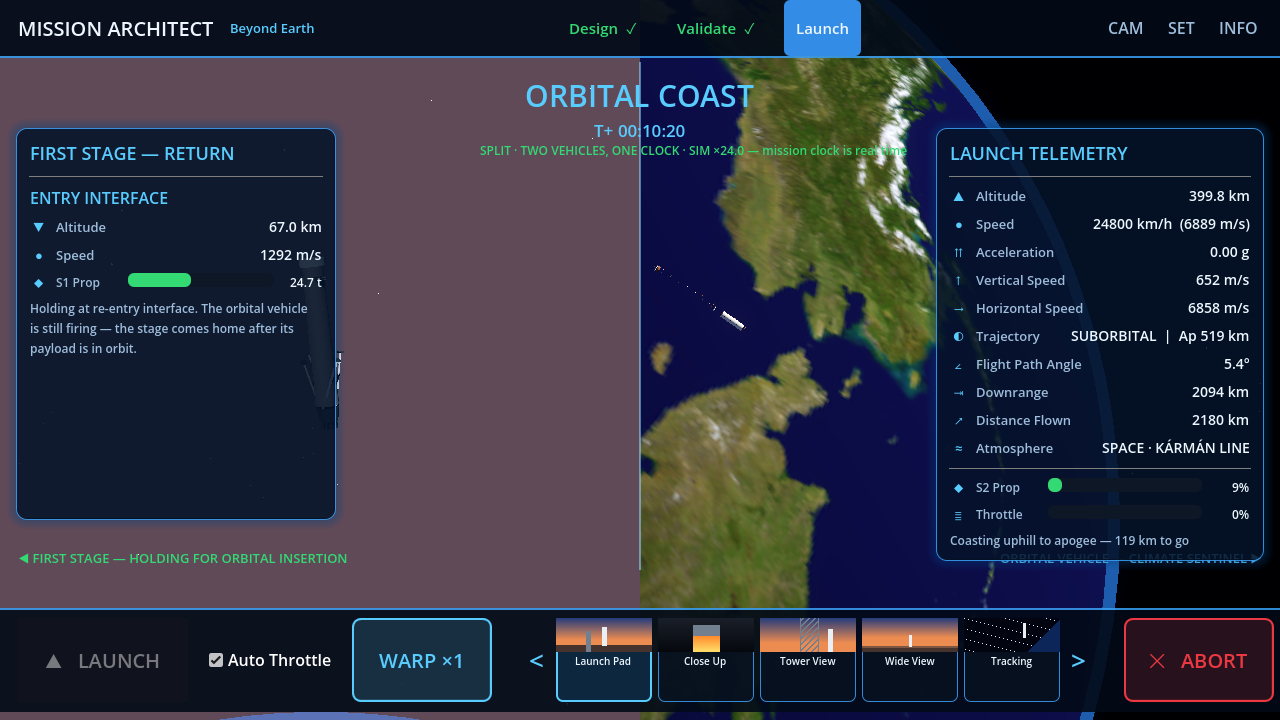 MISSION ARCHITECT
Beyond Earth
Design ✓
Validate ✓
Launch
CAM
SET
INFO
ORBITAL COAST
T+ 00:10:20
SPLIT · TWO VEHICLES, ONE CLOCK · SIM ×24.0 — mission clock is real time
FIRST STAGE — RETURN
ENTRY INTERFACE
▼ Altitude 67.0 km
● Speed 1292 m/s
◆ S1 Prop 24.7 t
Holding at re-entry interface. The orbital vehicle
is still firing — the stage comes home after its
payload is in orbit.
◀ FIRST STAGE — HOLDING FOR ORBITAL INSERTION
LAUNCH TELEMETRY
▲ Altitude 399.8 km
● Speed 24800 km/h (6889 m/s)
⇈ Acceleration 0.00 g
↑ Vertical Speed 652 m/s
→ Horizontal Speed 6858 m/s
◐ Trajectory SUBORBITAL | Ap 519 km
∠ Flight Path Angle 5.4°
⇥ Downrange 2094 km
↗ Distance Flown 2180 km
≈ Atmosphere SPACE · KÁRMÁN LINE
◆ S2 Prop 9%
≣ Throttle 0%
Coasting uphill to apogee — 119 km to go
ORBITAL VEHICLE — CLIMATE SENTINEL ▶
▲ LAUNCH
Auto Throttle
WARP ×1
<
Launch Pad
Close Up
Tower View
Wide View
Tracking
>
✕ ABORT